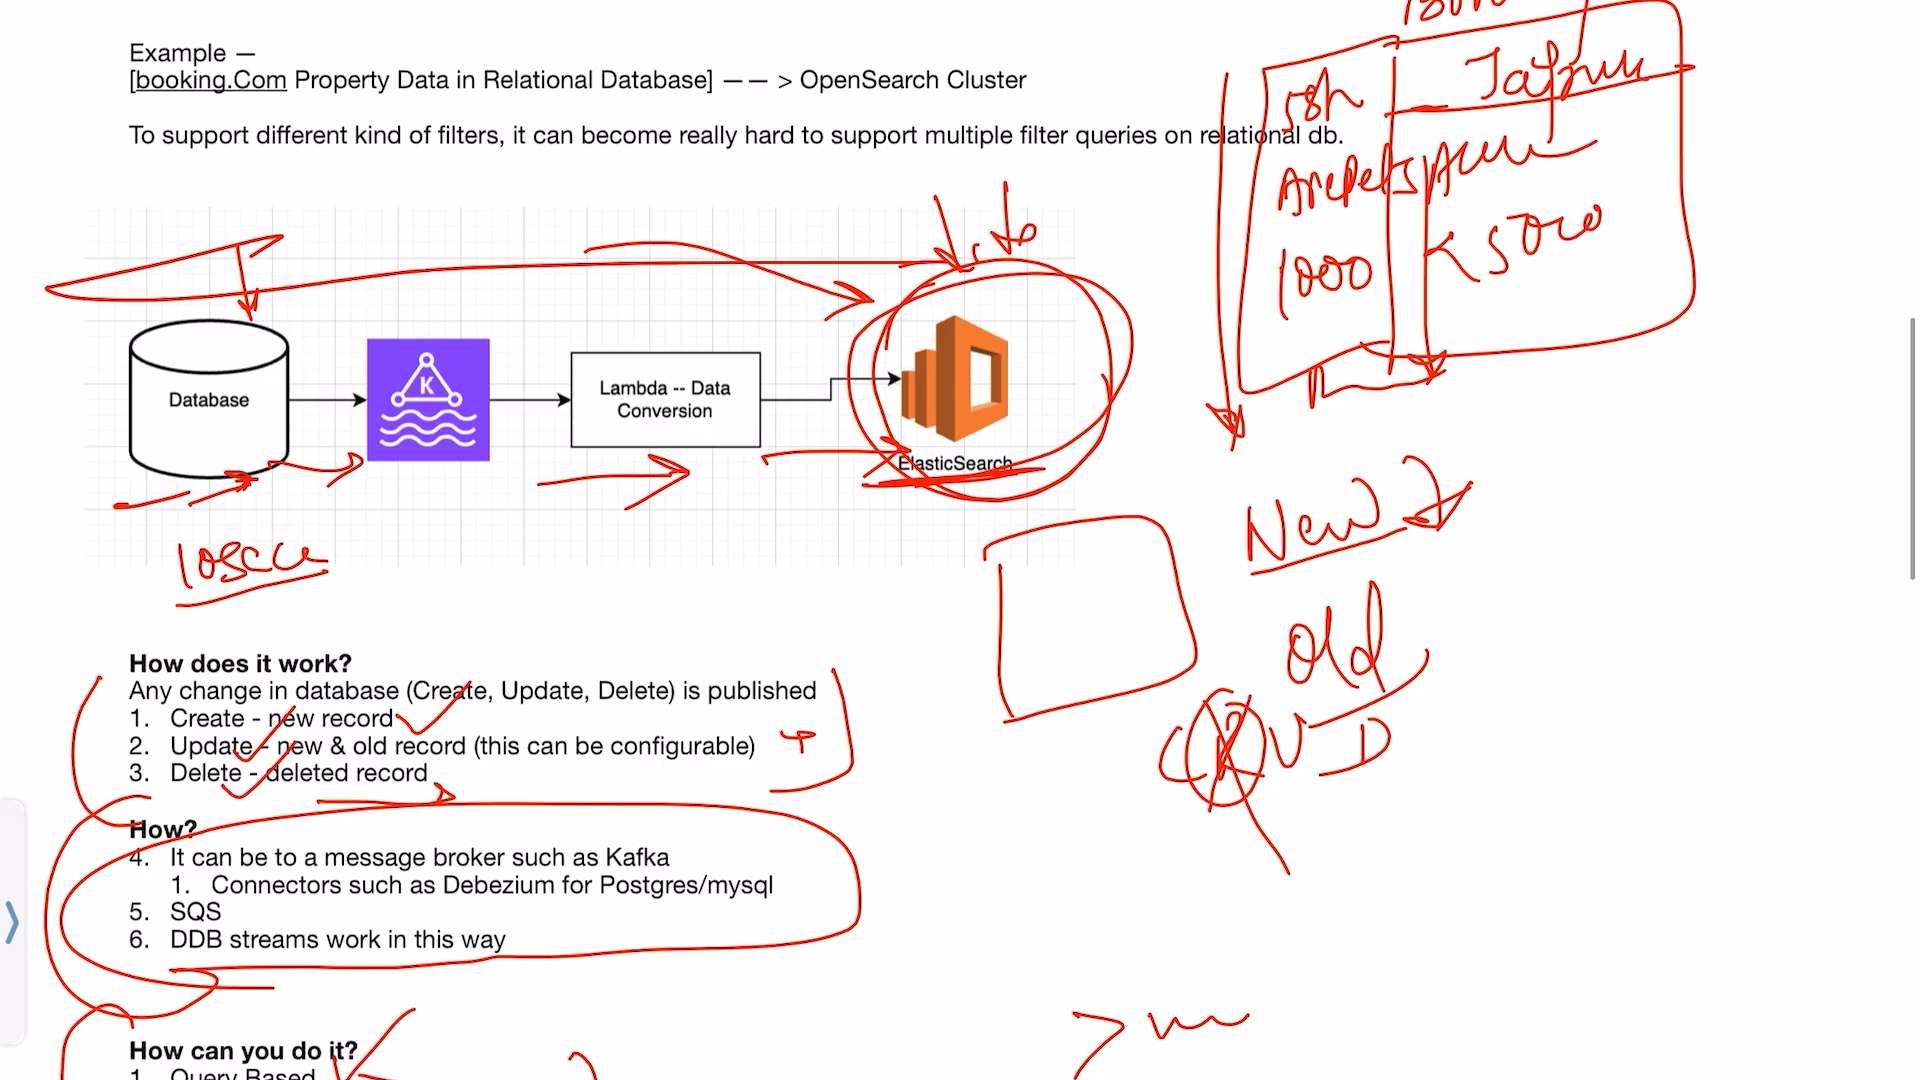 Example —
[booking.Com Property Data in Relational Database] —— > OpenSearch Cluster
To support different kind of filters, it can become really hard to support multiple filter queries on relational db.
1000
Database
K
Lambda -- Data
Conversion
ElasticSearch
New
old
C R U D
How does it work?
Any change in database (Create, Update, Delete) is published
1. Create - new record
2. Update - new & old record (this can be configurable)
3. Delete - deleted record
How?
4. It can be to a message broker such as Kafka
1. Connectors such as Debezium for Postgres/mysql
5. SQS
6. DDB streams work in this way
How can you do it?
1. Query Based